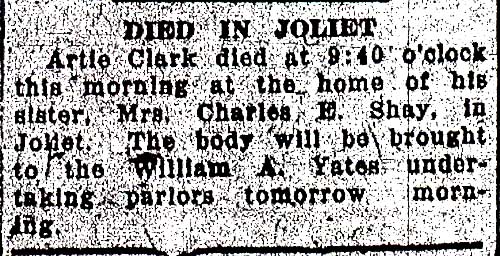 DIED IN JOLIET
Artie Clark died at 9:40 o'clock
this morning at the home of his
sister, Mrs. Charles E. Shay, in
Joliet. The body will be brought
to the William A. Yates under-
taking parlors tomorrow morn-
ing.